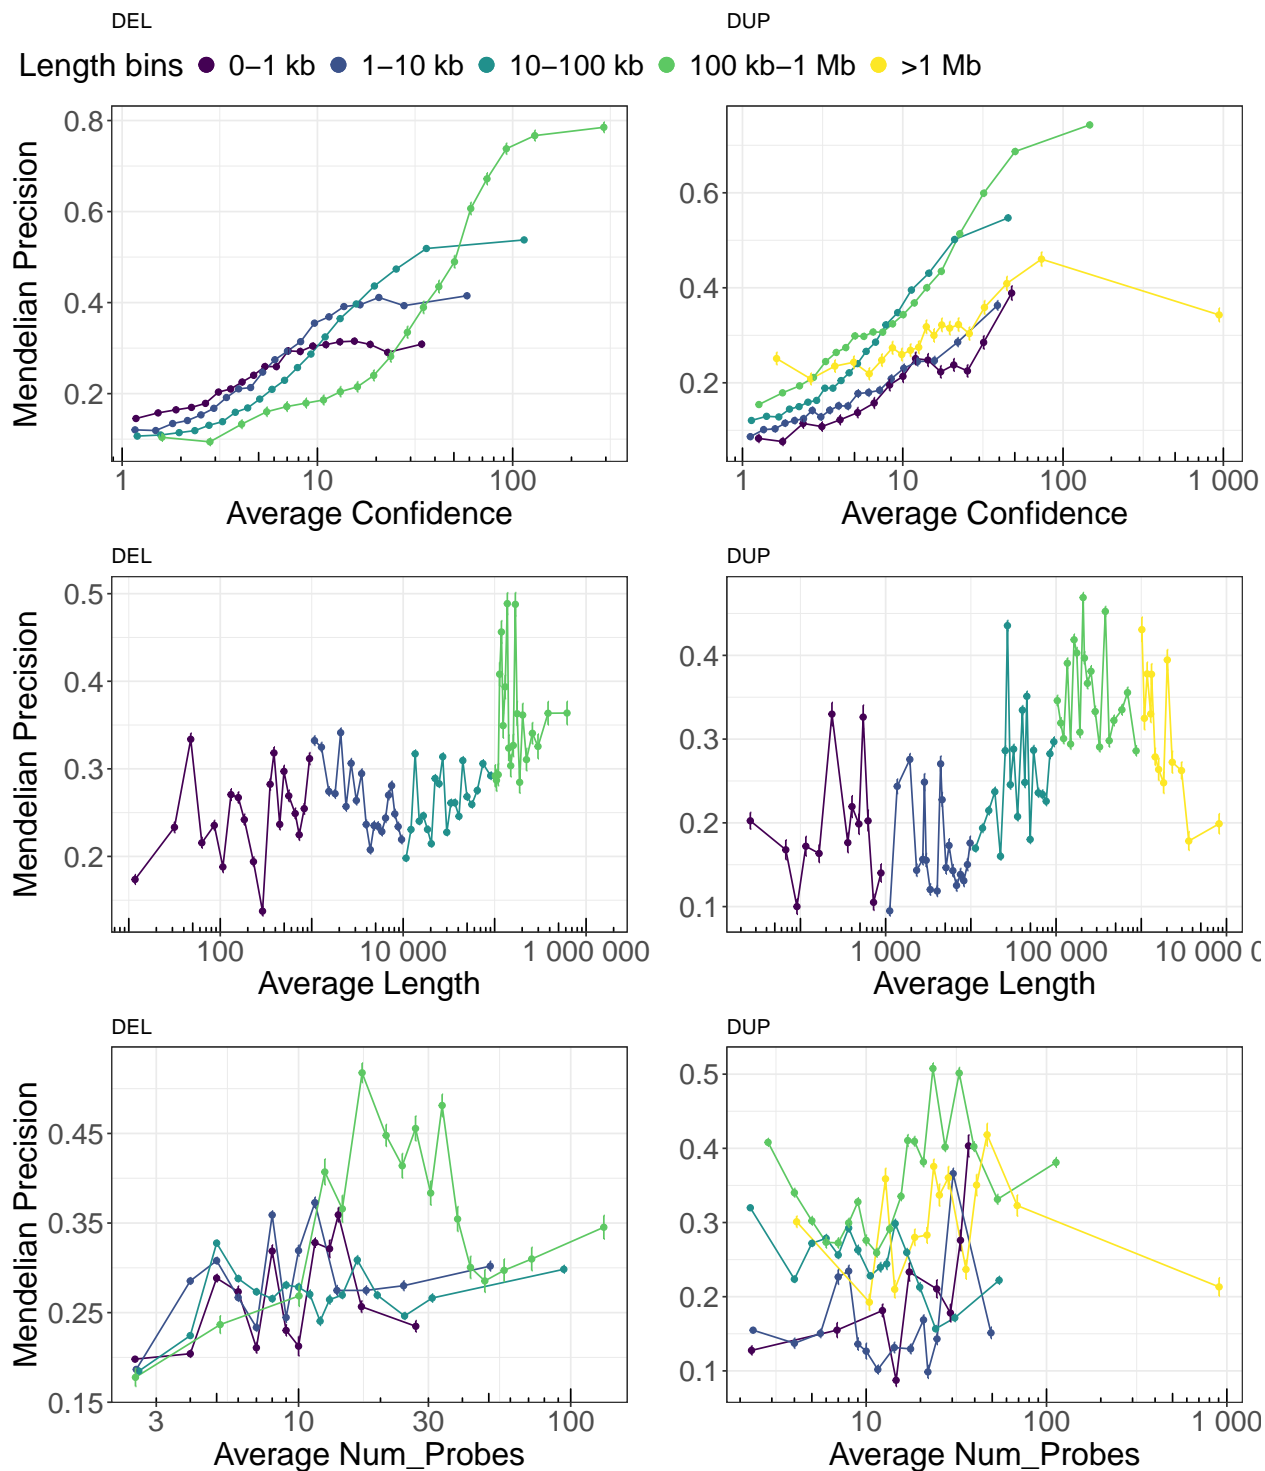 DEL DUP
Length bins 0−1 kb 1−10 kb 10−100 kb 100 kb−1 Mb >1 Mb
Mendelian Precision
0.8
0.6
0.4
0.2
1 10 100
Average Confidence
0.6
0.4
0.2
1 10 100 1 000
Average Confidence
DEL DUP
Mendelian Precision
0.5
0.4
0.3
0.2
100 10 000 1 000 000
Average Length
0.4
0.3
0.2
0.1
1 000 100 000 10 000 0
Average Length
DEL DUP
Mendelian Precision
0.45
0.35
0.25
0.15
3 10 30 100
Average Num_Probes
0.5
0.4
0.3
0.2
0.1
10 100 1 000
Average Num_Probes